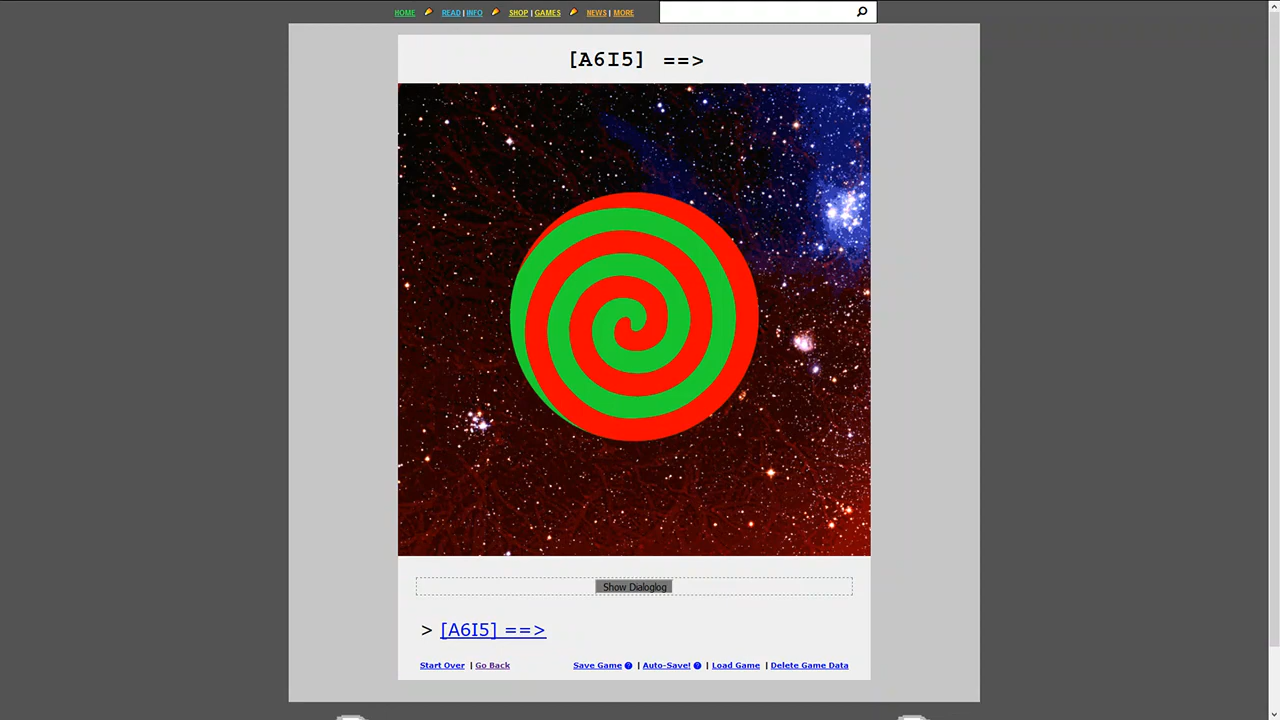 HOME READ | INFO SHOP | GAMES NEWS | MORE
[A6I5] ==>
Show Dialoglog
> [A6I5] ==>
Start Over | Go Back Save Game ? | Auto-Save! ? | Load Game | Delete Game Data